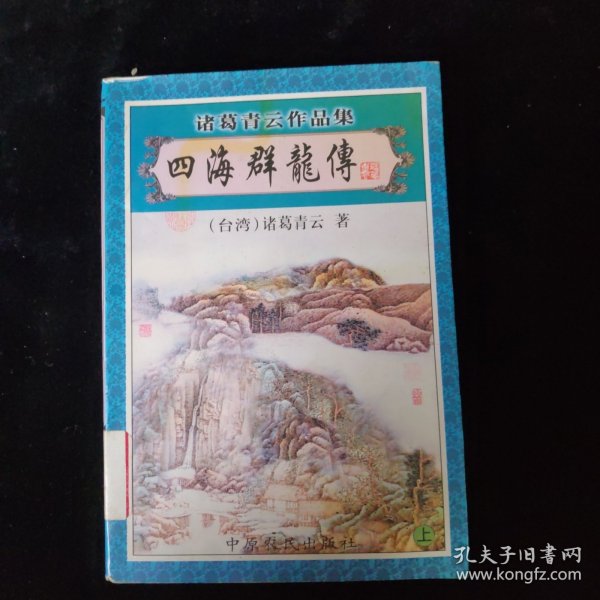 诸葛青云作品集
四海群龍傳
（台湾）诸葛青云 著
中原农民出版社
上
孔夫子旧书网
www.kongfz.com